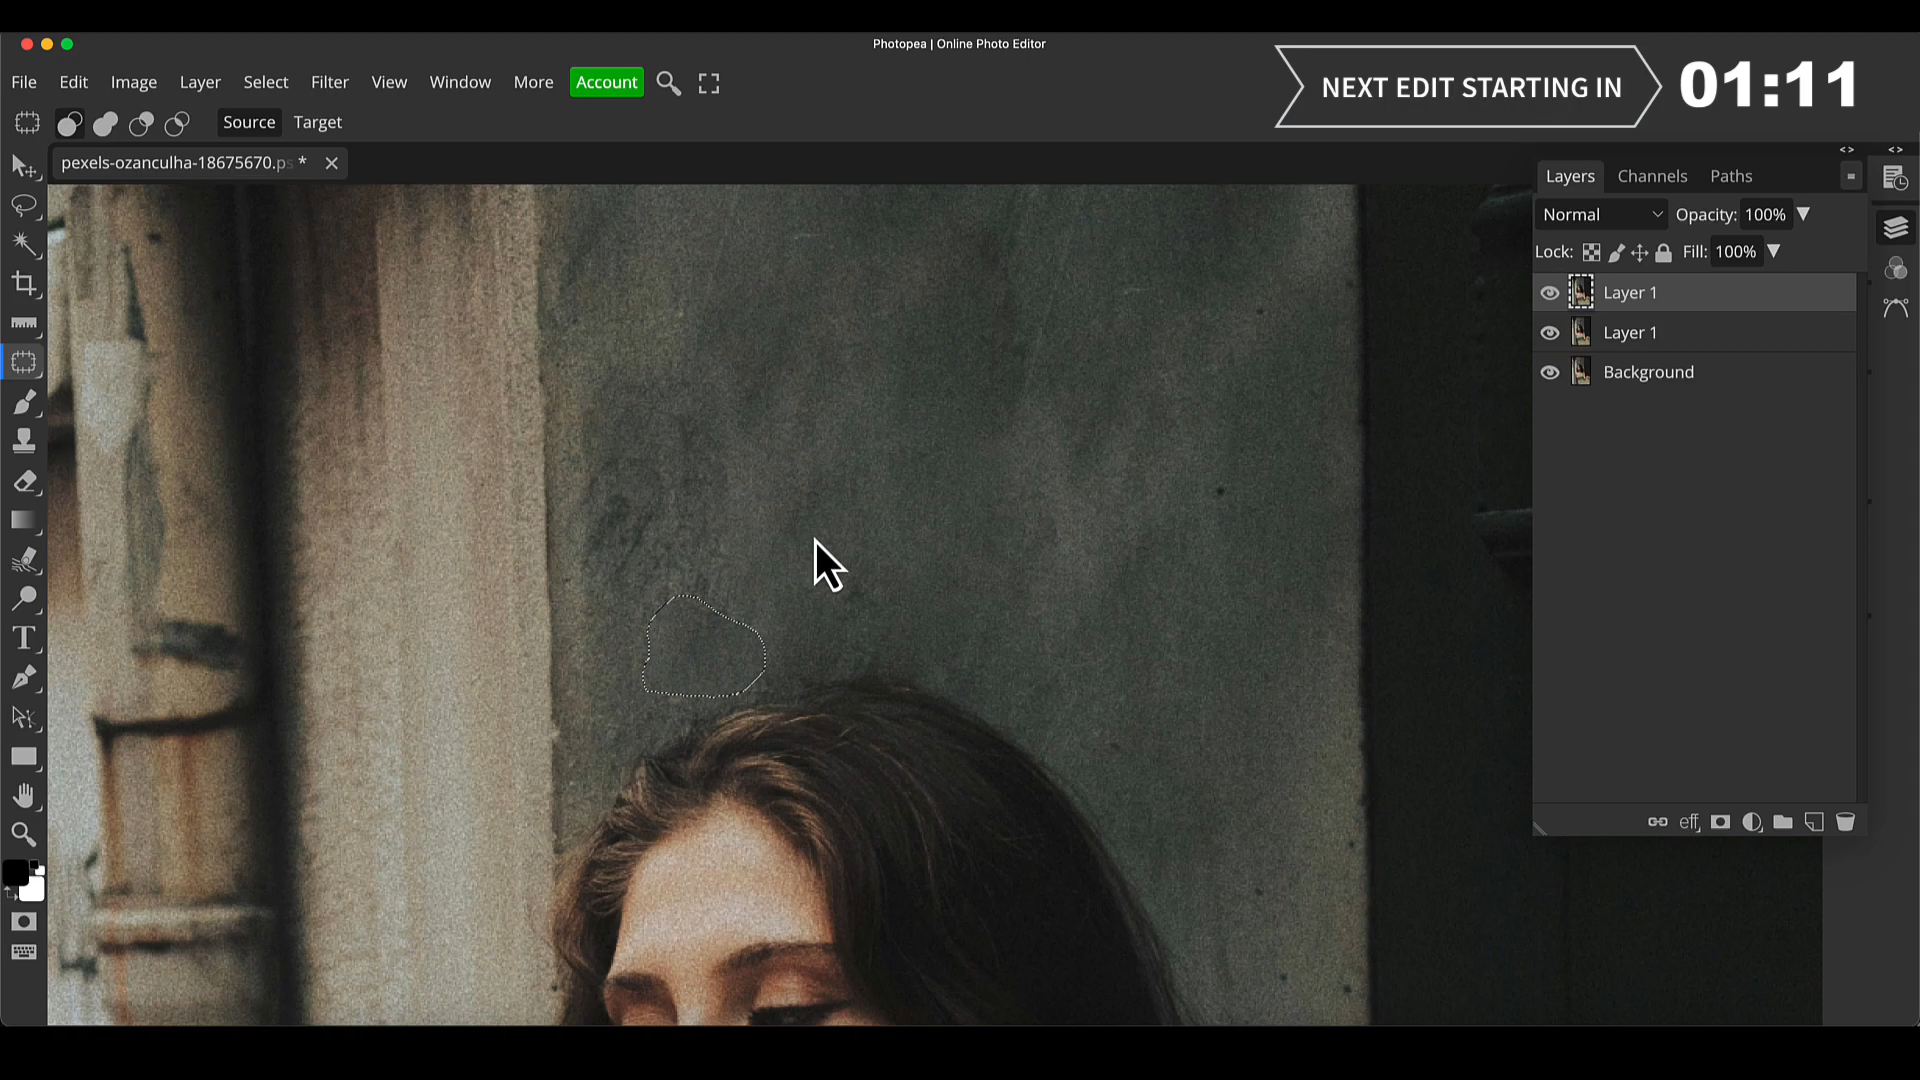 Photopea | Online Photo Editor
File Edit Image Layer Select Filter View Window More Account
NEXT EDIT STARTING IN 01:11
Source Target
pexels-ozanculha-18675670.ps *
Layers Channels Paths
Normal Opacity: 100%
Lock: Fill: 100%
Layer 1
Layer 1
Background
eff